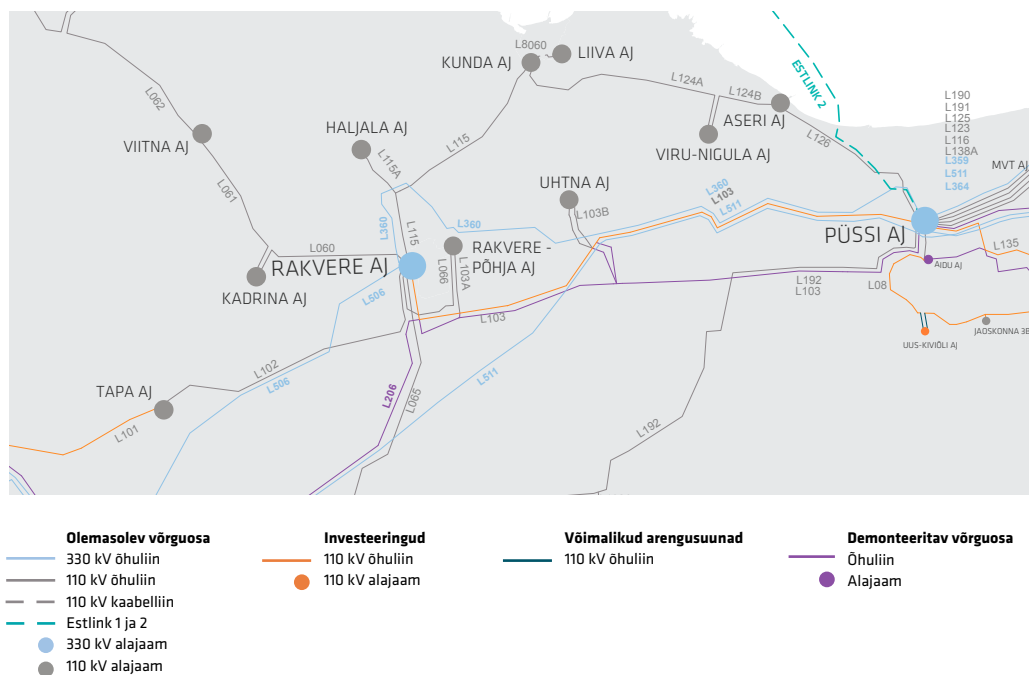 L8060
LIIVA AJ
KUNDA AJ
ESTLINK 2
L062
L124A
L124B
L190
L191
L125
L123
L116
L138A
L359
L511
L364
HALJALA AJ
L115
ASERI AJ
VIITNA AJ
VIRU-NIGULA AJ
L126
MVT AJ
L115A
UHTNA AJ
L061
L360
L103
L511
L360
L115
L360
L103B
PÜSSI AJ
L060
RAKVERE AJ
RAKVERE -
PÕHJA AJ
L066
L103A
L135
AIDU AJ
KADRINA AJ
L506
L192
L103
L08
L103
JAOSKONNA 3B
UUS-KIVIÕLI AJ
L102
L506
L511
TAPA AJ
L206
L065
L101
L192
Olemasolev võrguosa
330 kV õhuliin
110 kV õhuliin
110 kV kaabelliin
Estlink 1 ja 2
330 kV alajaam
110 kV alajaam
Investeeringud
110 kV õhuliin
110 kV alajaam
Võimalikud arengusuunad
110 kV õhuliin
Demonteeritav võrguosa
Õhuliin
Alajaam